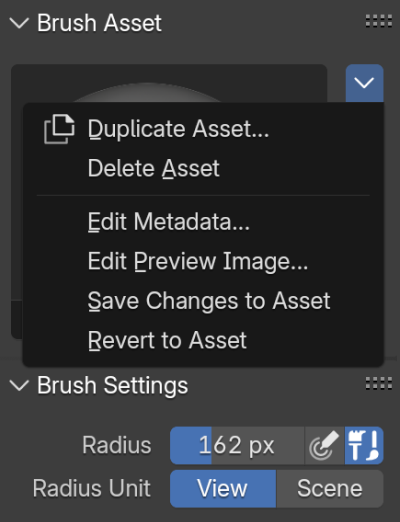 Brush Asset
Duplicate Asset...
Delete Asset
Edit Metadata...
Edit Preview Image...
Save Changes to Asset
Revert to Asset
Brush Settings
Radius 162 px
Radius Unit View Scene